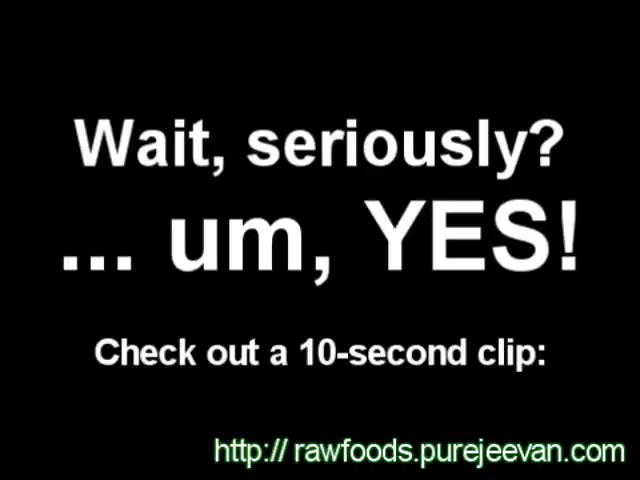 Wait, seriously?
... um, YES!
Check out a 10-second clip:
http:// rawfoods.purejeevan.com